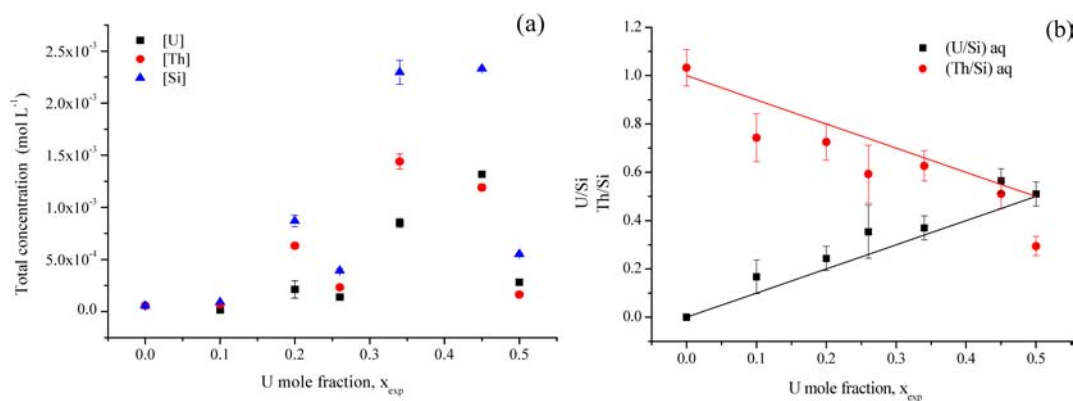 (a)
[U]
[Th]
[Si]
2.5x10⁻³
2.0x10⁻³
1.5x10⁻³
1.0x10⁻³
5.0x10⁻⁴
0.0
Total concentration (mol L⁻¹)
0.0 0.1 0.2 0.3 0.4 0.5
U mole fraction, xexp
(b)
(U/Si) aq
(Th/Si) aq
1.2
1.0
0.8
0.6
0.4
0.2
0.0
U/Si
Th/Si
0.0 0.1 0.2 0.3 0.4 0.5
U mole fraction, xexp